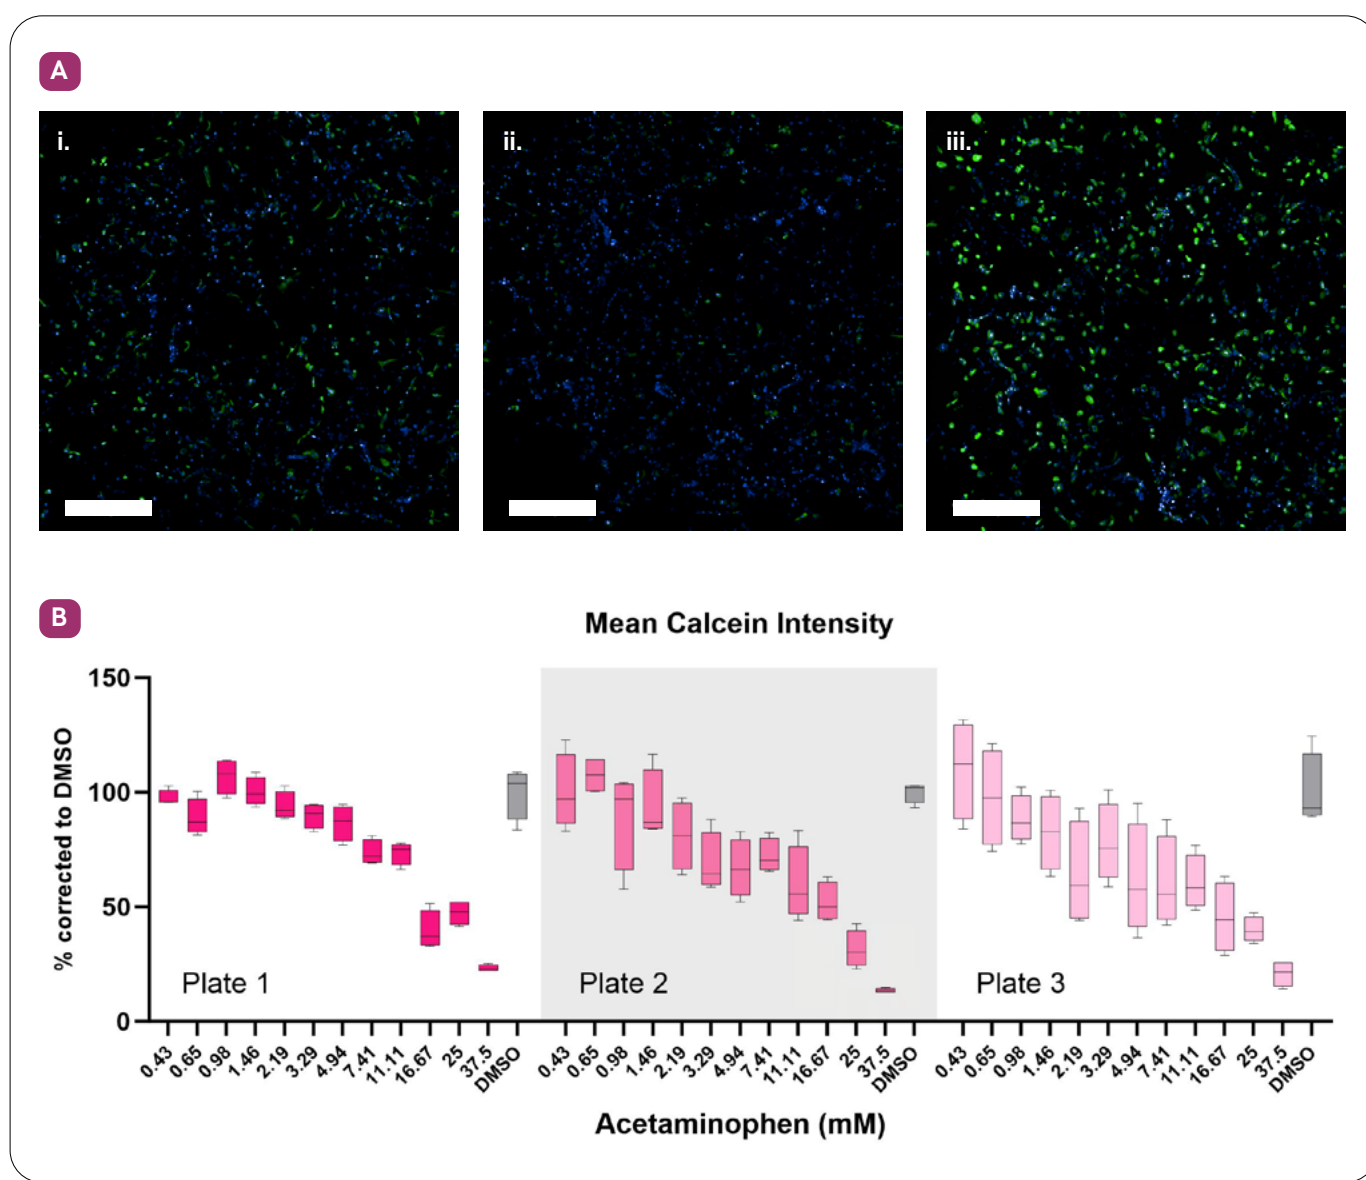 A
i.
ii.
iii.
B
Mean Calcein Intensity
% corrected to DMSO
150
100
50
0
Plate 1
Plate 2
Plate 3
0.43 0.65 0.98 1.46 2.19 3.29 4.94 7.41 11.11 16.67 25 37.5 DMSO 0.43 0.65 0.98 1.46 2.19 3.29 4.94 7.41 11.11 16.67 25 37.5 DMSO 0.43 0.65 0.98 1.46 2.19 3.29 4.94 7.41 11.11 16.67 25 37.5 DMSO
Acetaminophen (mM)